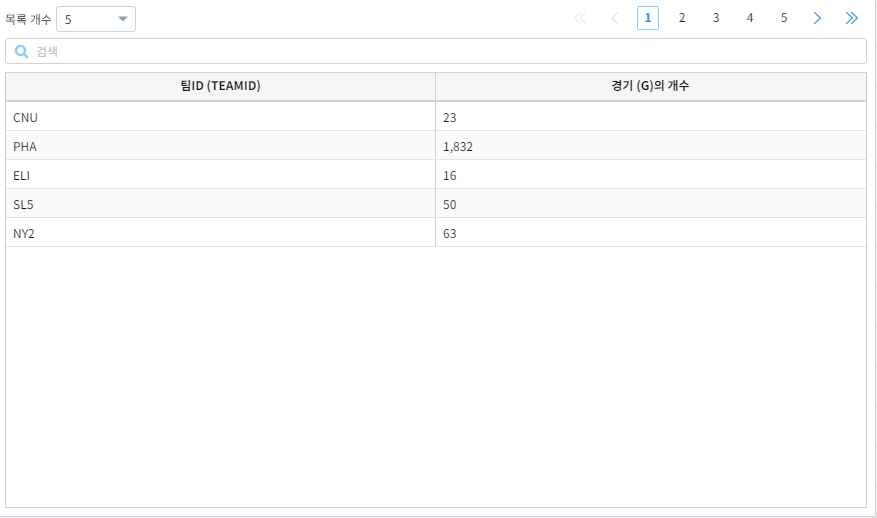 목록 개수 5 1 2 3 4 5
검색
팀ID (TEAMID) 경기 (G)의 개수
CNU 23
PHA 1,832
ELI 16
SL5 50
NY2 63